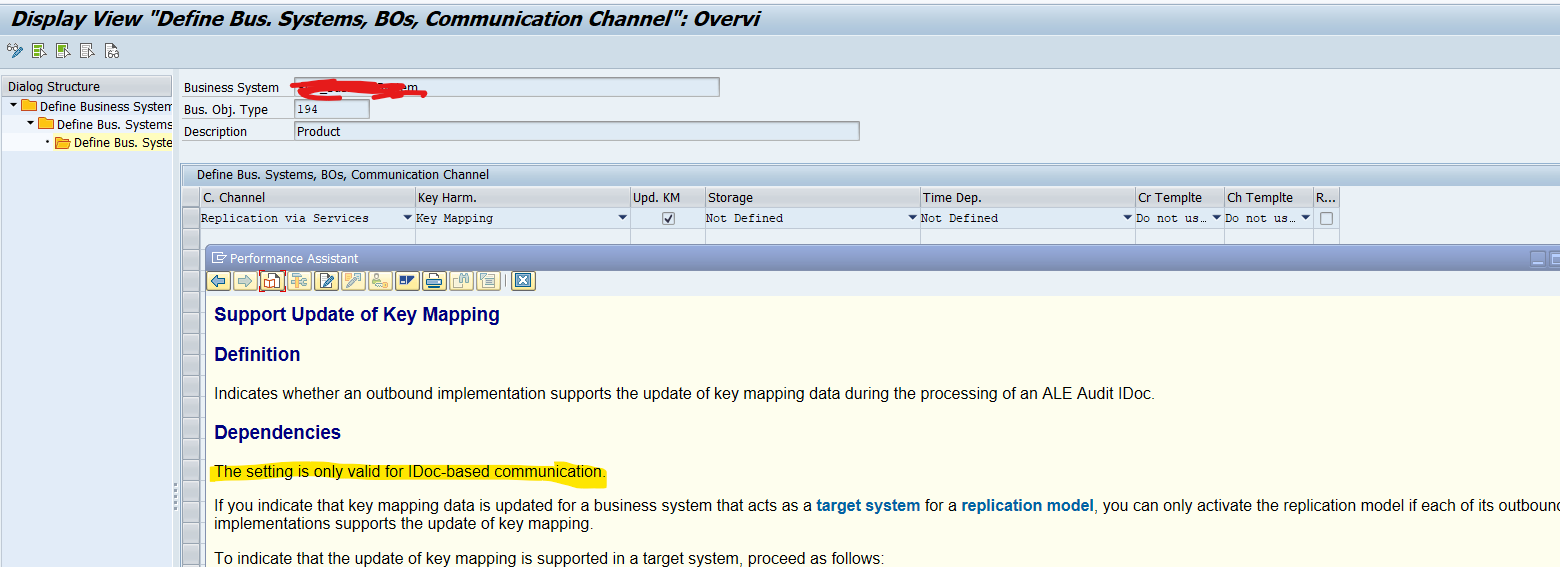 Display View "Define Bus. Systems, BOs, Communication Channel": Overvi
Dialog Structure
Define Business System
Define Bus. Systems
Define Bus. Syste
Business System
Bus. Obj. Type 194
Description Product
Define Bus. Systems, BOs, Communication Channel
C. Channel Key Harm. Upd. KM Storage Time Dep. Cr Templte Ch Templte R...
Replication via Services Key Mapping Not Defined Not Defined Do not us… Do not us…
Performance Assistant
Support Update of Key Mapping
Definition
Indicates whether an outbound implementation supports the update of key mapping data during the processing of an ALE Audit IDoc.
Dependencies
The setting is only valid for IDoc-based communication.
If you indicate that key mapping data is updated for a business system that acts as a target system for a replication model, you can only activate the replication model if each of its outboun
implementations supports the update of key mapping.
To indicate that the update of key mapping is supported in a target system, proceed as follows: